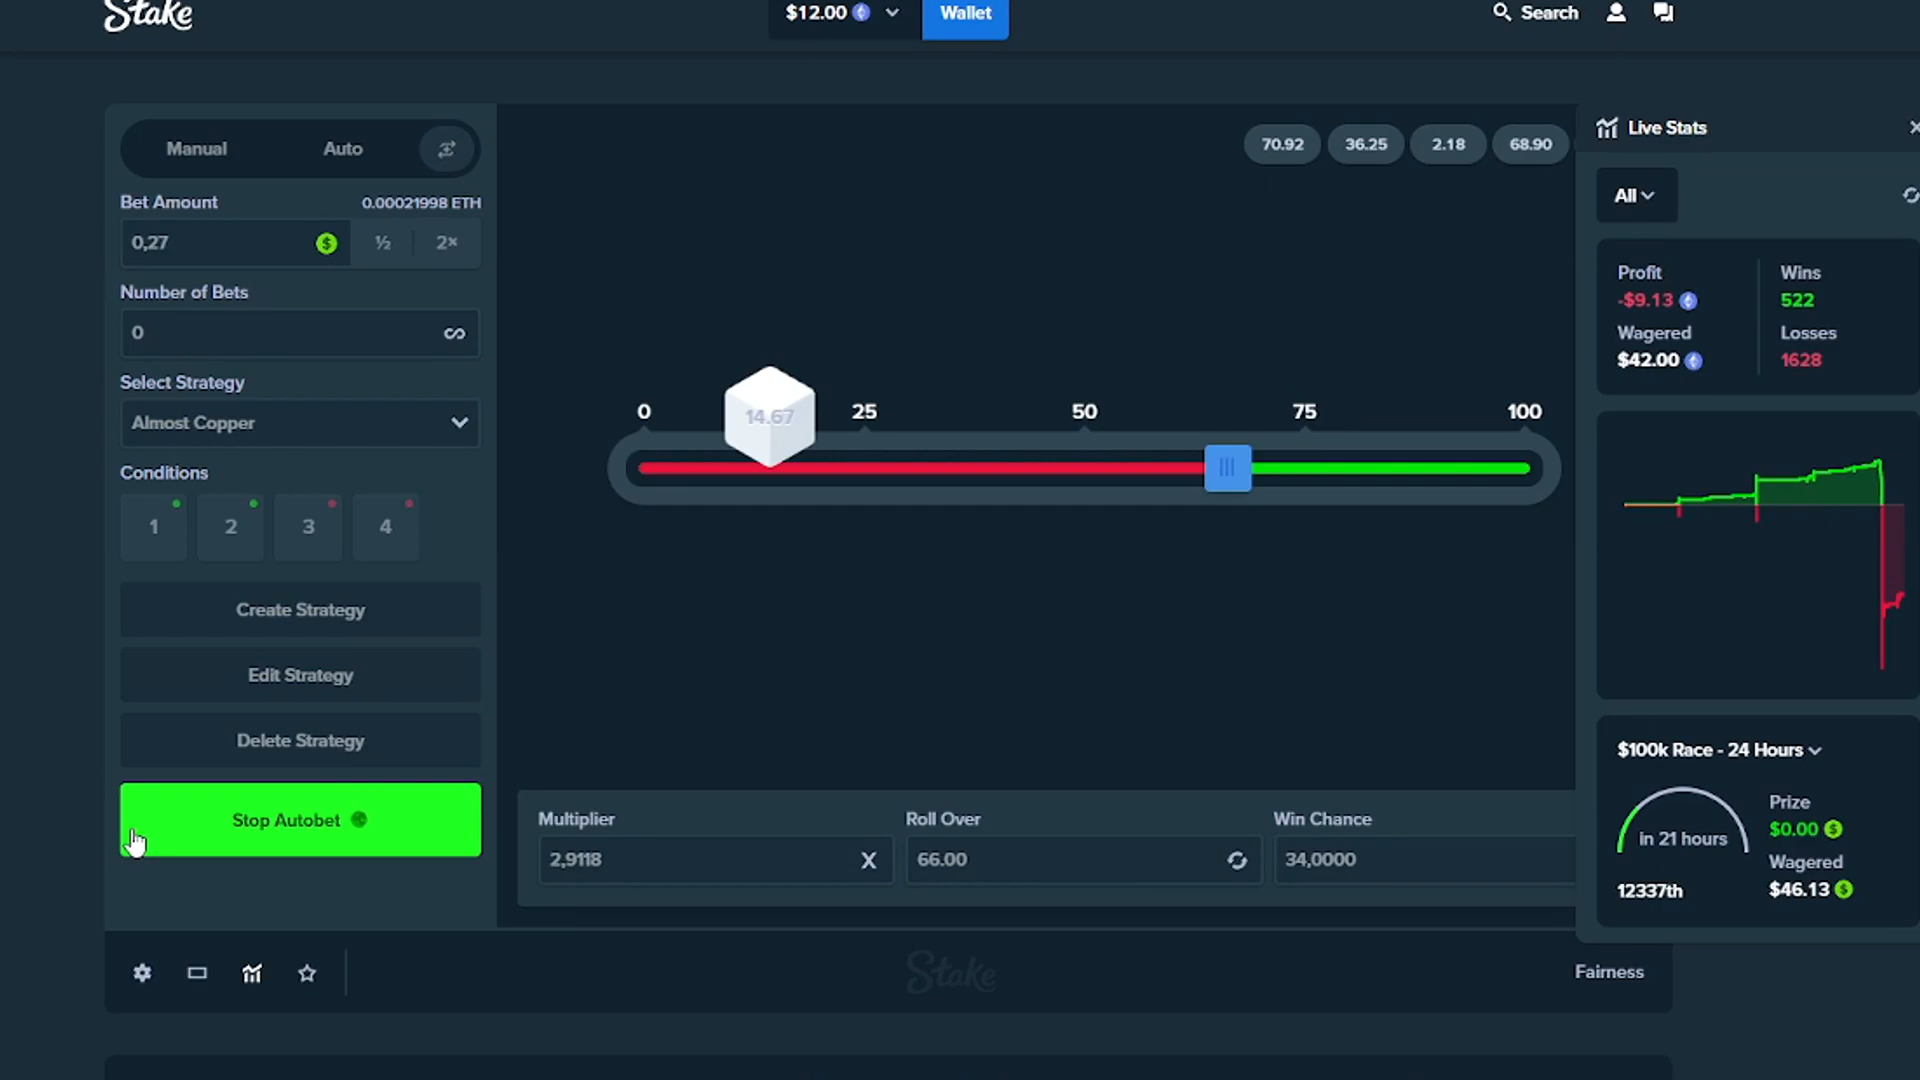 Stake
$12.00
Wallet
Search
Manual
Auto
Bet Amount
0.00021998 ETH
0,27
$
½
2×
Number of Bets
0
∞
Select Strategy
Almost Copper
Conditions
1
2
3
4
Create Strategy
Edit Strategy
Delete Strategy
Stop Autobet
70.92
36.25
2.18
68.90
0
25
50
75
100
14.67
Multiplier
2,9118
X
Roll Over
66.00
Win Chance
34,0000
Live Stats
All
Profit
-$9.13
Wins
522
Wagered
$42.00
Losses
1628
$100k Race - 24 Hours
in 21 hours
12337th
Prize
$0.00 $
Wagered
$46.13 $
Stake
Fairness